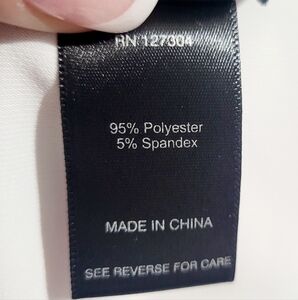 RN 127304
95% Polyester
5% Spandex
MADE IN CHINA
SEE REVERSE FOR CARE